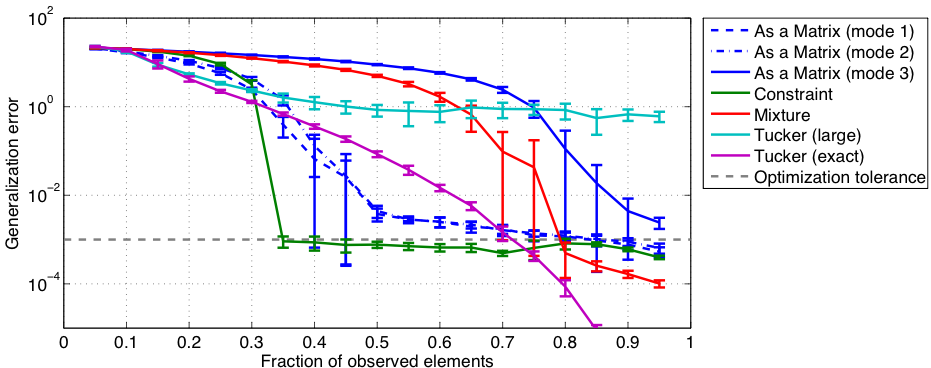 10^2
10^0
10^−2
10^−4
Generalization error
0 0.1 0.2 0.3 0.4 0.5 0.6 0.7 0.8 0.9 1
Fraction of observed elements
As a Matrix (mode 1)
As a Matrix (mode 2)
As a Matrix (mode 3)
Constraint
Mixture
Tucker (large)
Tucker (exact)
Optimization tolerance